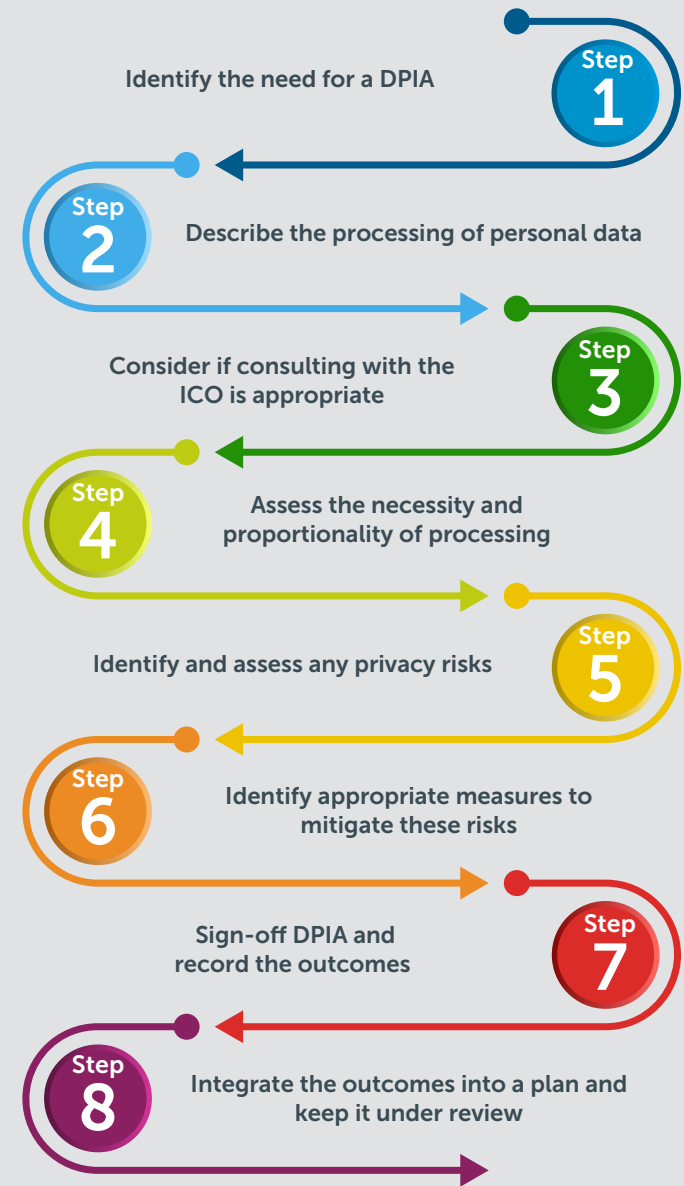 Step
1
Identify the need for a DPIA
Step
2
Describe the processing of personal data
Step
3
Consider if consulting with the
ICO is appropriate
Step
4
Assess the necessity and
proportionality of processing
Step
5
Identify and assess any privacy risks
Step
6
Identify appropriate measures to
mitigate these risks
Step
7
Sign-off DPIA and
record the outcomes
Step
8
Integrate the outcomes into a plan and
keep it under review